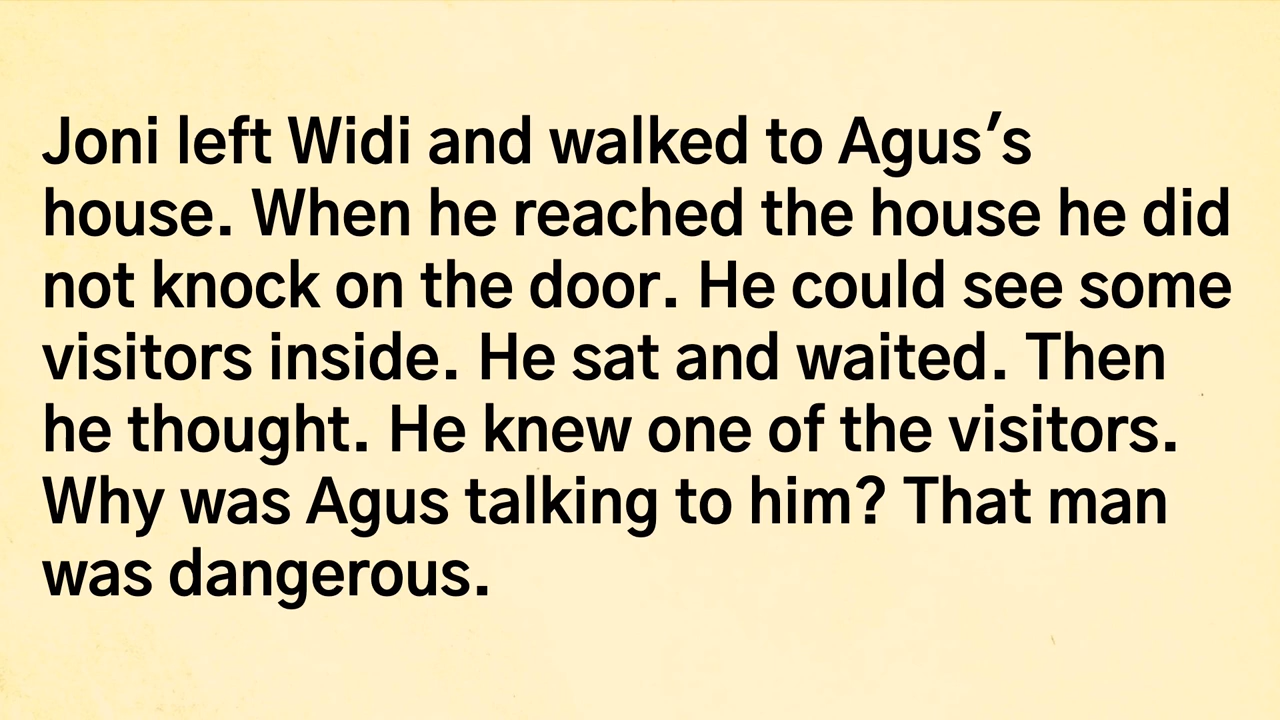 Joni left Widi and walked to Agus's
house. When he reached the house he did
not knock on the door. He could see some
visitors inside. He sat and waited. Then
he thought. He knew one of the visitors.
Why was Agus talking to him? That man
was dangerous.